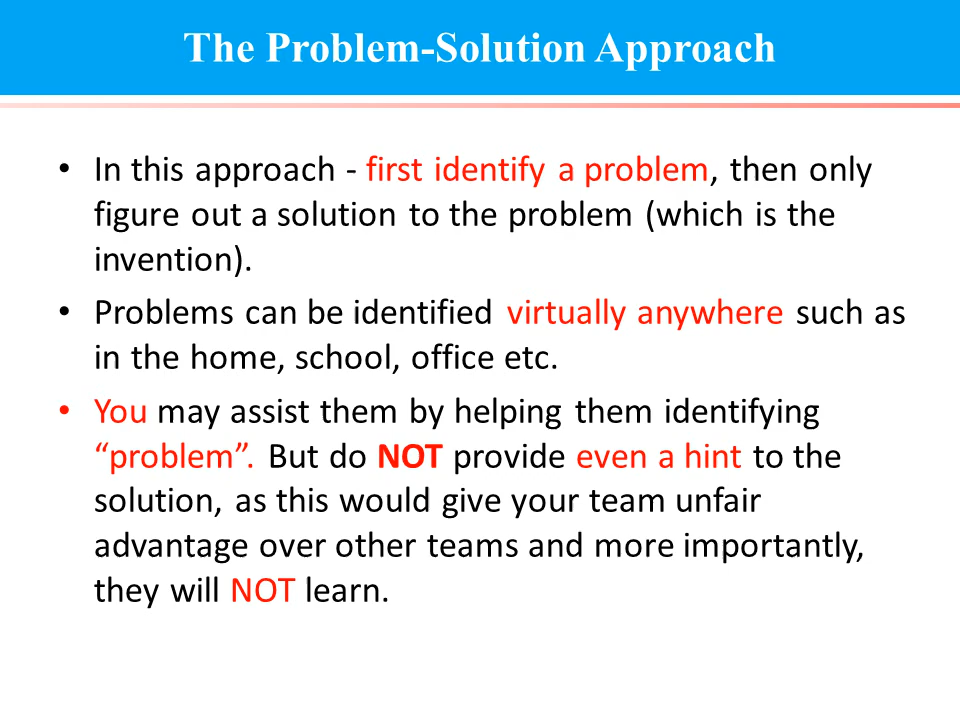 The Problem-Solution Approach
• In this approach - first identify a problem, then only
figure out a solution to the problem (which is the
invention).
• Problems can be identified virtually anywhere such as
in the home, school, office etc.
• You may assist them by helping them identifying
“problem”. But do NOT provide even a hint to the
solution, as this would give your team unfair
advantage over other teams and more importantly,
they will NOT learn.